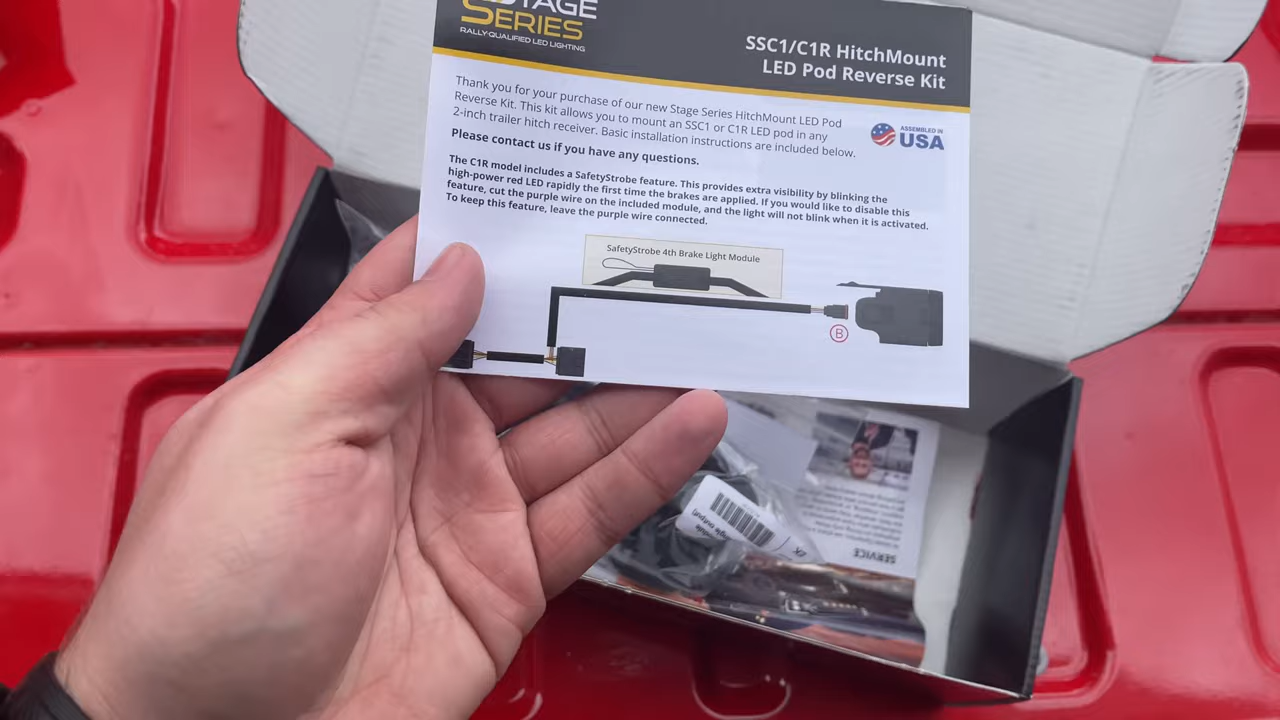 STAGE
SERIES
RALLY-QUALIFIED LED LIGHTING
SSC1/C1R HitchMount
LED Pod Reverse Kit
Thank you for your purchase of our new Stage Series HitchMount LED Pod
Reverse Kit. This kit allows you to mount an SSC1 or C1R LED pod in any
2-inch trailer hitch receiver. Basic installation instructions are included below.
Please contact us if you have any questions.
ASSEMBLED IN
USA
The C1R model includes a SafetyStrobe feature. This provides extra visibility by blinking the
high-power red LED rapidly the first time the brakes are applied. If you would like to disable this
feature, cut the purple wire on the included module, and the light will not blink when it is activated.
To keep this feature, leave the purple wire connected.
SafetyStrobe 4th Brake Light Module
B
SERVICE